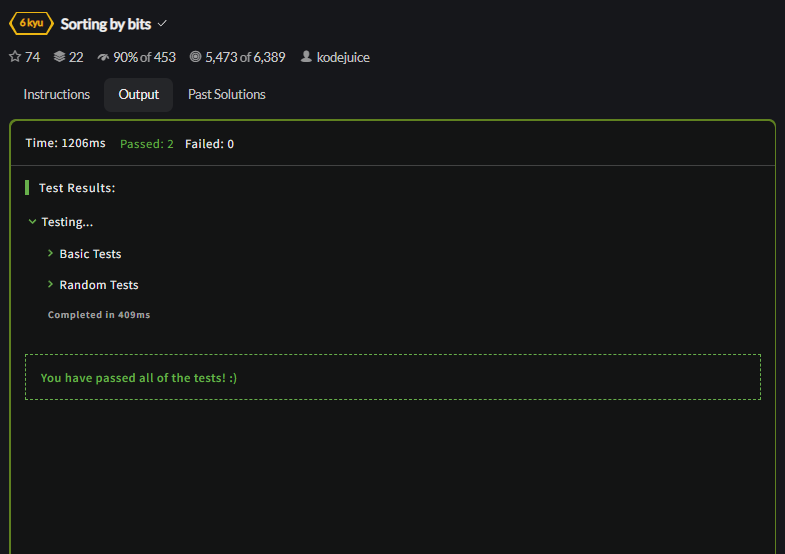 6 kyu Sorting by bits
74 22 90% of 453 5,473 of 6,389 kodejuice
Instructions Output Past Solutions
Time: 1206ms Passed: 2 Failed: 0
Test Results:
Testing...
Basic Tests
Random Tests
Completed in 409ms
You have passed all of the tests! :)